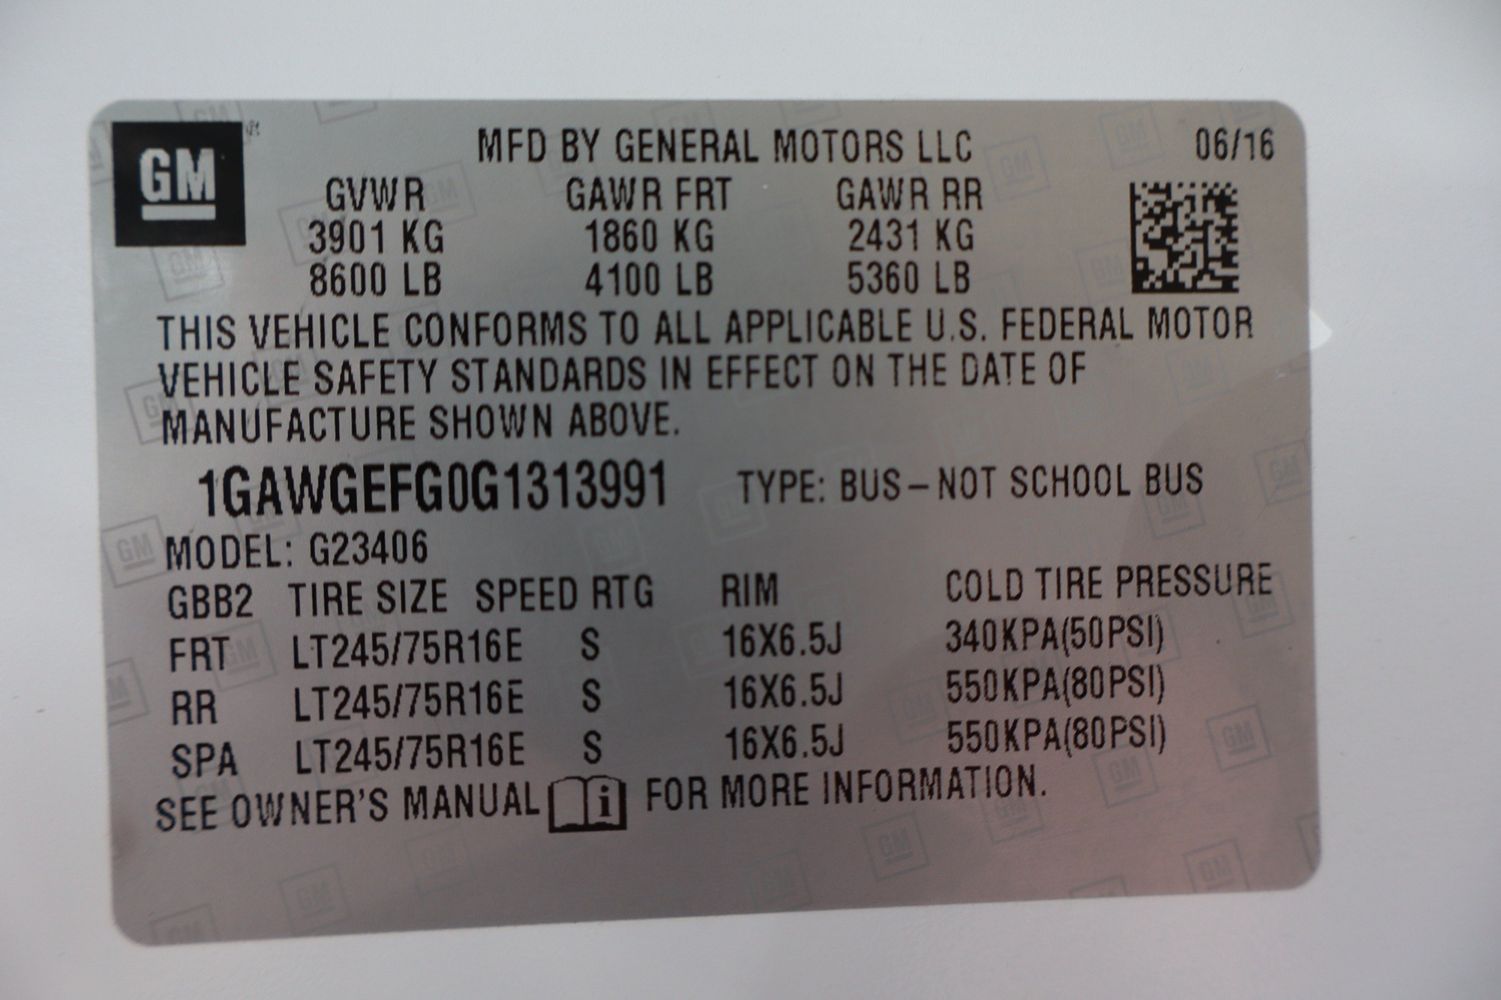 GM
MFD BY GENERAL MOTORS LLC 06/16
GVWR GAWR FRT GAWR RR
3901 KG 1860 KG 2431 KG
8600 LB 4100 LB 5360 LB
THIS VEHICLE CONFORMS TO ALL APPLICABLE U.S. FEDERAL MOTOR
VEHICLE SAFETY STANDARDS IN EFFECT ON THE DATE OF
MANUFACTURE SHOWN ABOVE.
1GAWGEFG0G1313991 TYPE: BUS – NOT SCHOOL BUS
MODEL: G23406
GBB2 TIRE SIZE SPEED RTG RIM COLD TIRE PRESSURE
FRT LT245/75R16E S 16X6.5J 340KPA(50PSI)
RR LT245/75R16E S 16X6.5J 550KPA(80PSI)
SPA LT245/75R16E S 16X6.5J 550KPA(80PSI)
SEE OWNER'S MANUAL i FOR MORE INFORMATION.